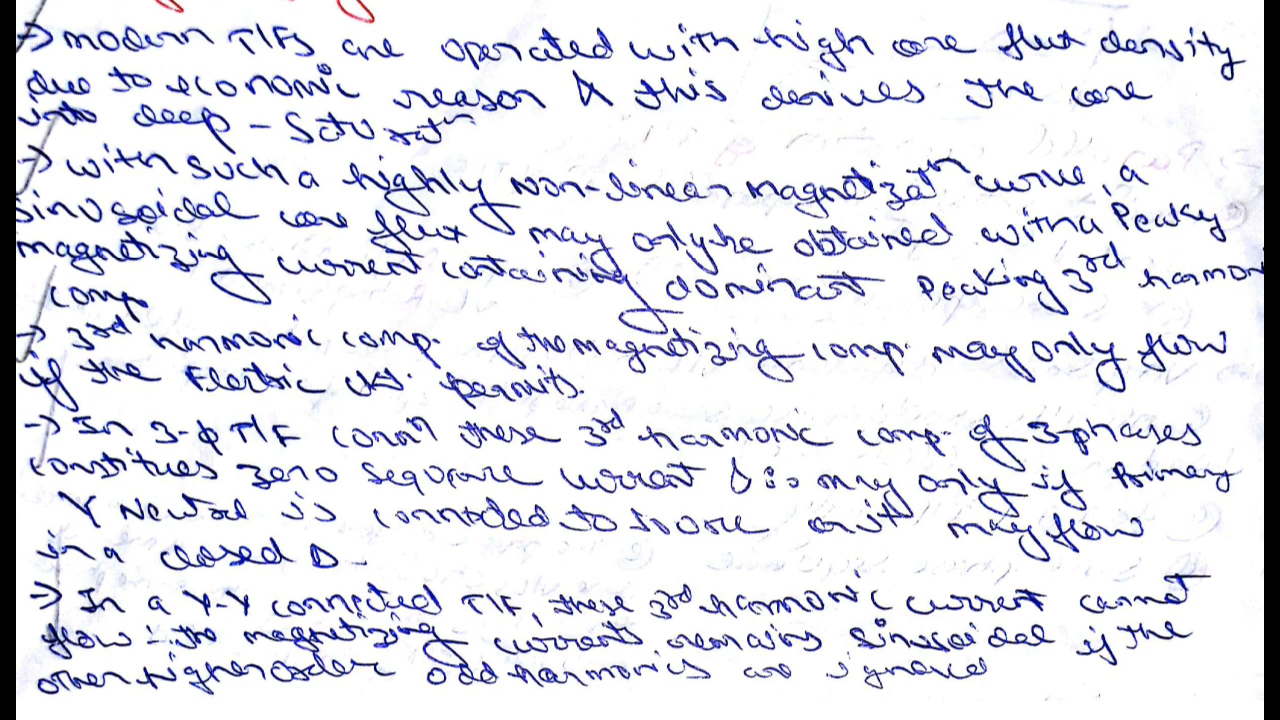 → modern T/Fs are operated with high core flux density
due to economic reason & this derives the core
into deep - Saturatⁿ
→ with such a highly non-linear magnetizatⁿ curve, a
sinusoidal core flux may only be obtained with a Peaky
magnetizing current containing dominant Peaking 3rd harmon
comp
→ 3rd harmonic comp. of the magnetizing comp. may only flow
if the Electric ckt. permits.
→ In 3-ϕ T/F connⁿ these 3rd harmonic comp. of 3-phases
constitues zero sequence current & ∴ may only if Primary
Y Neutral is connected to source or it may flow
in a closed Δ.
→ In a Y-Y connected T/F, these 3rd harmonic current cannot
flow ∴ the magnetizing currents remains sinusoidal if the
other higher order odd harmonics are ignored